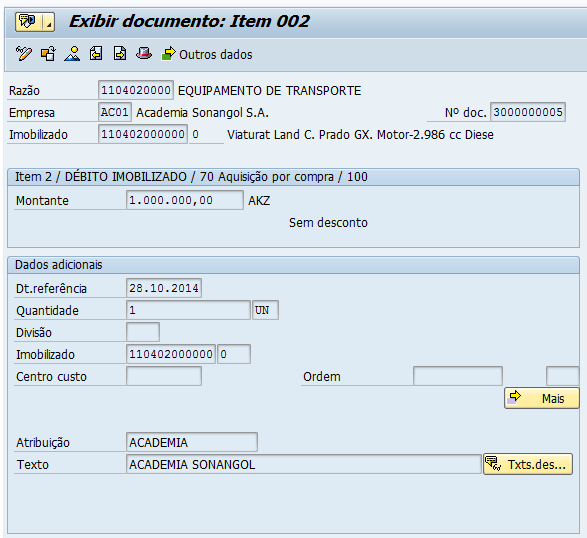 Exibir documento: Item 002
Outros dados
Razão 1104020000 EQUIPAMENTO DE TRANSPORTE
Empresa AC01 Academia Sonangol S.A. Nº doc. 3000000005
Imobilizado 110402000000 0 Viaturat Land C. Prado GX. Motor-2.986 cc Diese
Item 2 / DÉBITO IMOBILIZADO / 70 Aquisição por compra / 100
Montante 1.000.000,00 AKZ
Sem desconto
Dados adicionais
Dt.referência 28.10.2014
Quantidade 1 UN
Divisão
Imobilizado 110402000000 0
Centro custo Ordem
Mais
Atribuição ACADEMIA
Texto ACADEMIA SONANGOL Txts.des...